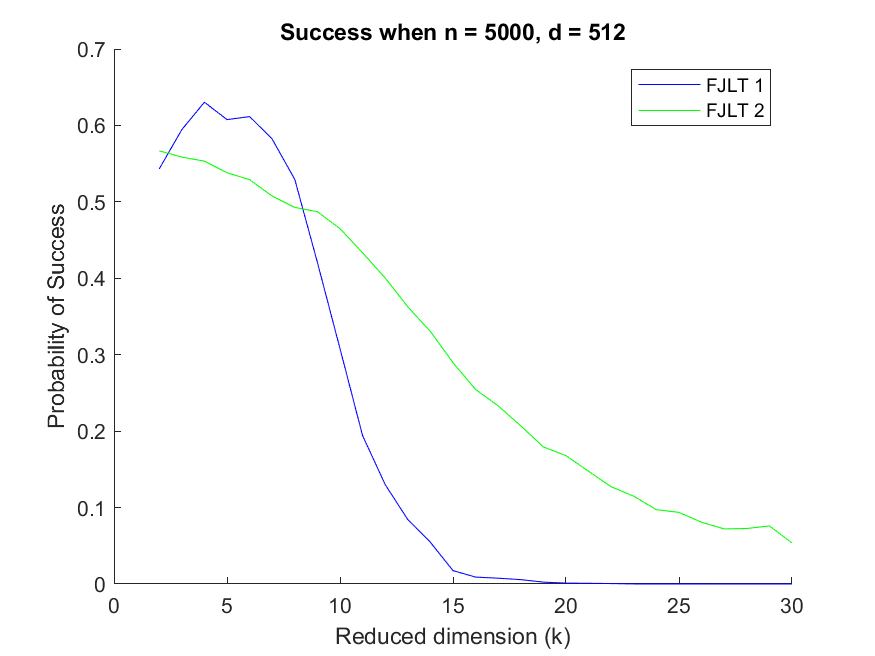 Success when n = 5000, d = 512
FJLT 1
FJLT 2
Probability of Success
0.7
0.6
0.5
0.4
0.3
0.2
0.1
0
0 5 10 15 20 25 30
Reduced dimension (k)